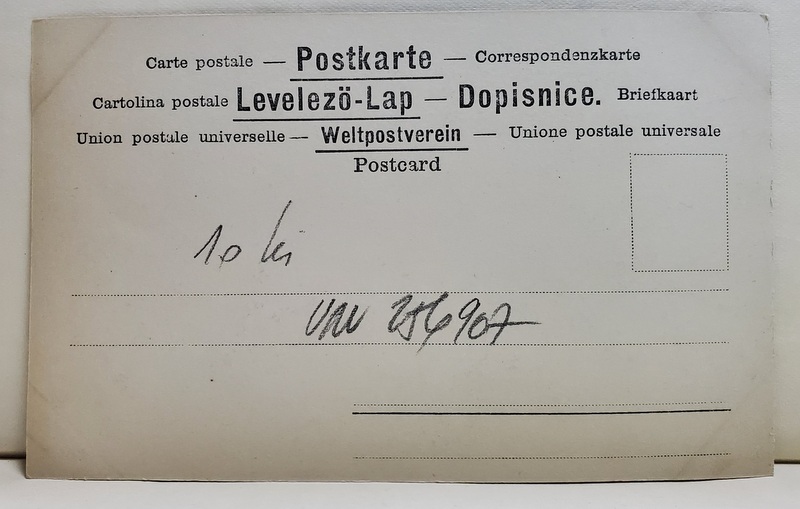 Carte postale — Postkarte — Correspondenzkarte
Cartolina postale Levelezö-Lap — Dopisnice. Briefkaart
Union postale universelle — Weltpostverein — Unione postale universale
Postcard
10
256907